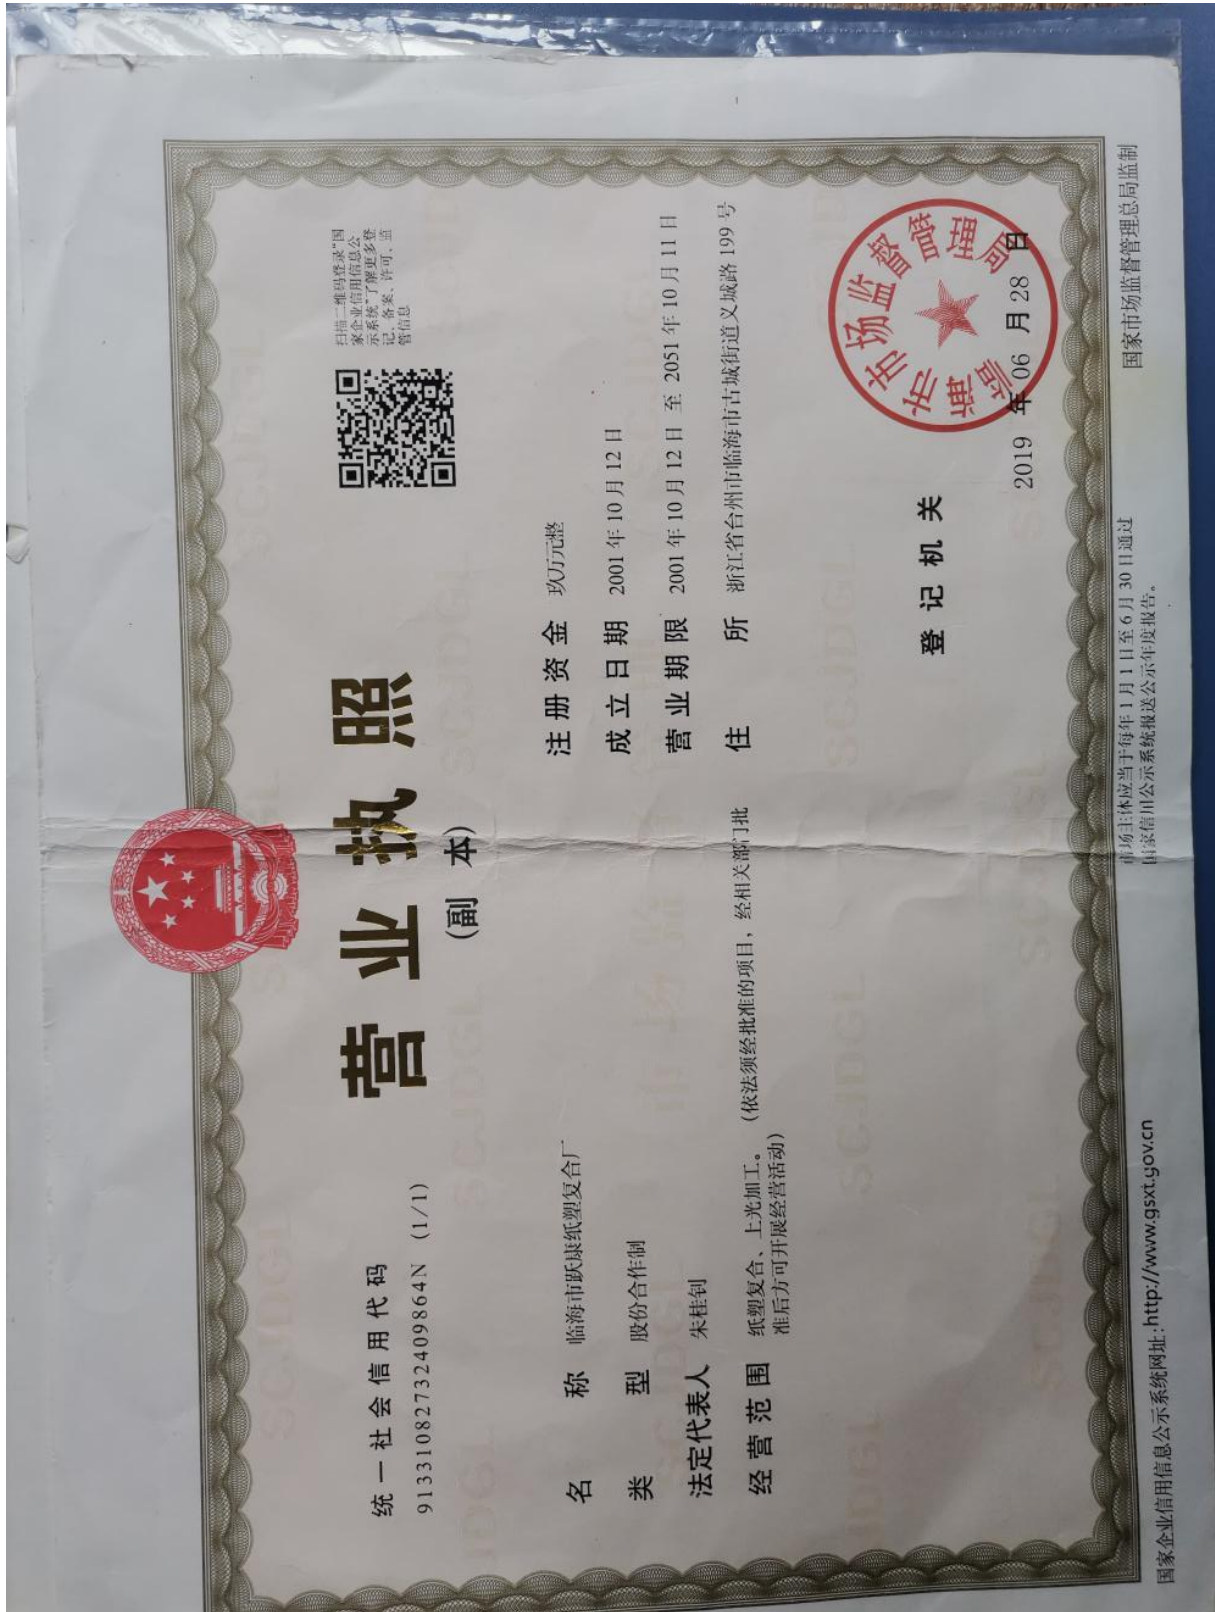 营业执照
(副 本)
统一社会信用代码
91331082732409864N (1/1)
扫描二维码登录“国
家企业信用信息公
示系统”了解更多登
记、备案、许可、监
管信息
名 称 临海市跃康纸塑复合厂
类 型 股份合作制
法定代表人 朱桂钊
经营范围 纸塑复合、上光加工。(依法须经批准的项目，经相关部门批
准后方可开展经营活动)
注册资金 玖万元整
成立日期 2001年10月12日
营业期限 2001年10月12日 至 2051年10月11日
住 所 浙江省台州市临海市古城街道义城路199号
登记机关
临海市市场监督管理局
2019 年 06 月 28 日
国家企业信用信息公示系统网址:http://www.gsxt.gov.cn
市场主体应当于每年1月1日至6月30日通过
国家信用公示系统报送公示年度报告。
国家市场监督管理总局监制